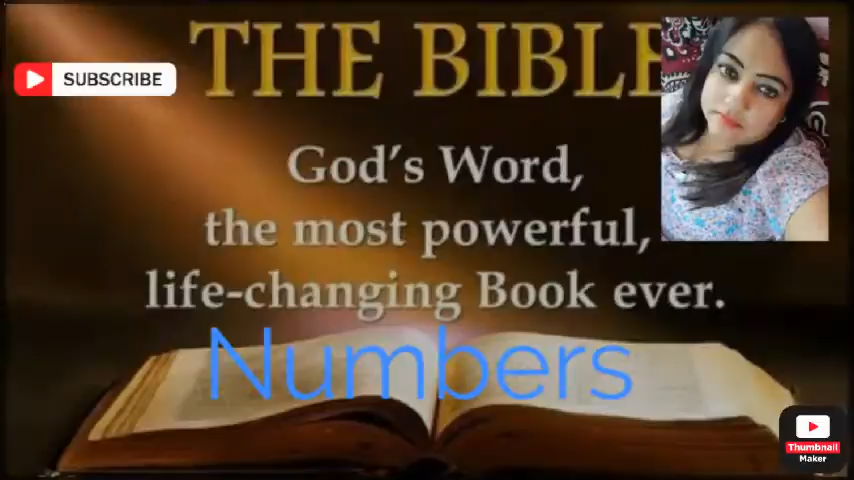 THE BIBLE
SUBSCRIBE
God's Word,
the most powerful,
life-changing Book ever.
Numbers
Thumbnail
Maker